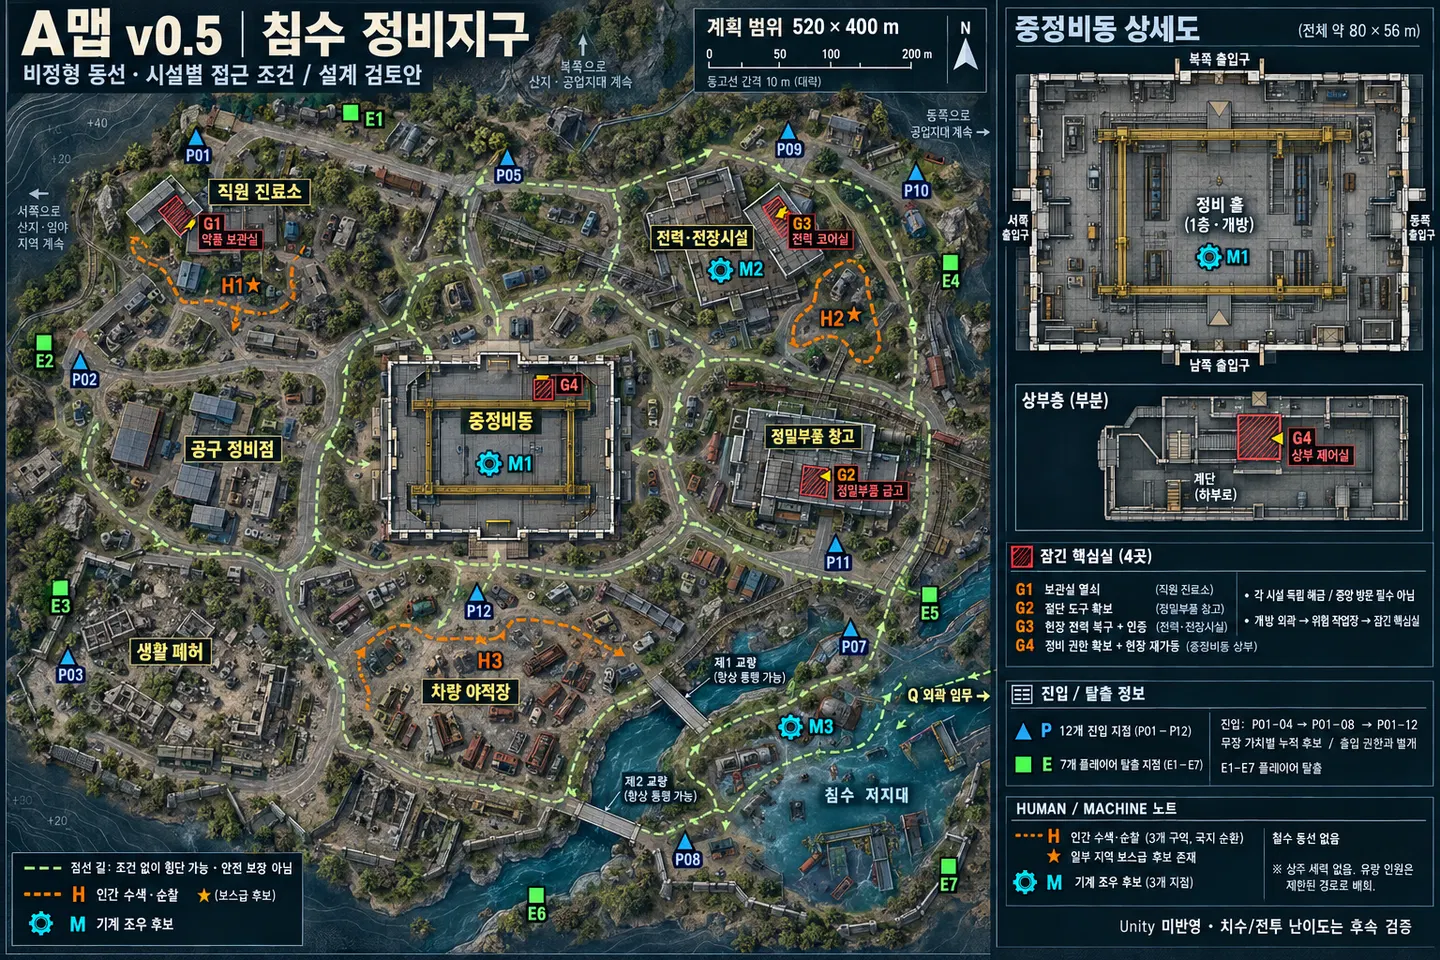 A맵 v0.5 | 침수 정비지구
비정형 동선 · 시설별 접근 조건 / 설계 검토안
북쪽으로
산지 · 공업지대 계속
계획 범위 520 × 400 m
0 50 100 200 m
등고선 간격 10 m (대략)
N
동쪽으로
공업지대 계속
서쪽으로
산지 · 임야
지역 계속
+40
+20
E1
P01
P05
P09
P10
직원 진료소
G1
약품 보관실
H1★
전력·전장시설
G3
전력 코어실
M2
H2★
E4
E2
P02
공구 정비점
중정비동
G4
M1
정밀부품 창고
G2
정밀부품 금고
P11
E3
P12
E5
생활 폐허
P03
H3
차량 야적장
P07
제1 교량
(항상 통행 가능)
Q 외곽 임무
M3
제2 교량
(항상 통행 가능)
침수 저지대
P08
E7
E6
+20
점선 길: 조건 없이 횡단 가능 · 안전 보장 아님
H 인간 수색·순찰 ★(보스급 후보)
M 기계 조우 후보
중정비동 상세도 (전체 약 80 × 56 m)
북쪽 출입구
서쪽
출입구
동쪽
출입구
정비 홀
(1층 · 개방)
M1
남쪽 출입구
상부층 (부분)
G4
상부 제어실
계단
(하부로)
잠긴 핵심실 (4곳)
G1 보관실 열쇠 (직원 진료소)
G2 절단 도구 확보 (정밀부품 창고)
G3 현장 전력 복구 + 인증 (전력·전장시설)
G4 정비 권한 확보 + 현장 재가동 (중정비동 상부)
• 각 시설 독립 해금 / 중앙 방문 필수 아님
• 개방 외곽 → 위험 작업장 → 잠긴 핵심실
진입 / 탈출 정보
P 12개 진입 지점 (P01 – P12)
E 7개 플레이어 탈출 지점 (E1 – E7)
진입: P01-04 → P01-08 → P01-12
무장 가치별 누적 후보 / 출입 권한과 별개
E1-E7 플레이어 탈출
HUMAN / MACHINE 노트
H 인간 수색·순찰 (3개 구역, 국지 순환)
★ 일부 지역 보스급 후보 존재
M 기계 조우 후보 (3개 지점)
철수 동선 없음
※ 상주 세력 없음. 유랑 인원은
제한된 경로로 배회.
Unity 미반영 · 치수/전투 난이도는 후속 검증